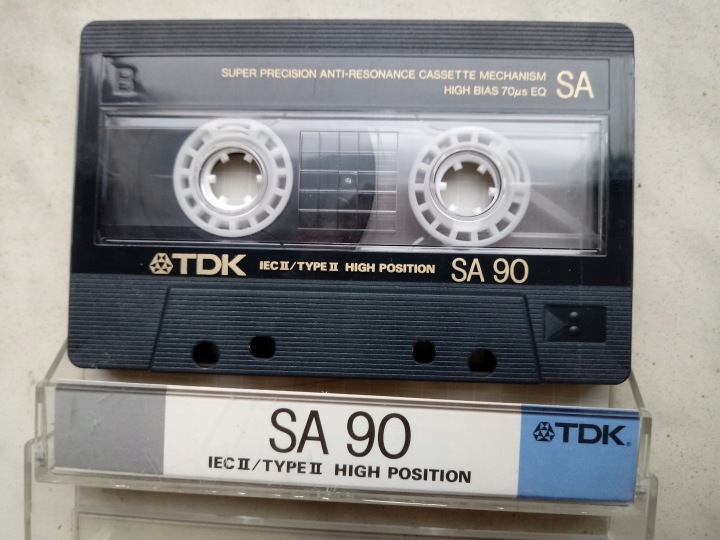 B
SUPER PRECISION ANTI-RESONANCE CASSETTE MECHANISM
HIGH BIAS 70µs EQ
SA
TDK IEC II/TYPE II HIGH POSITION SA 90
SA 90
IEC II/TYPE II HIGH POSITION
TDK®